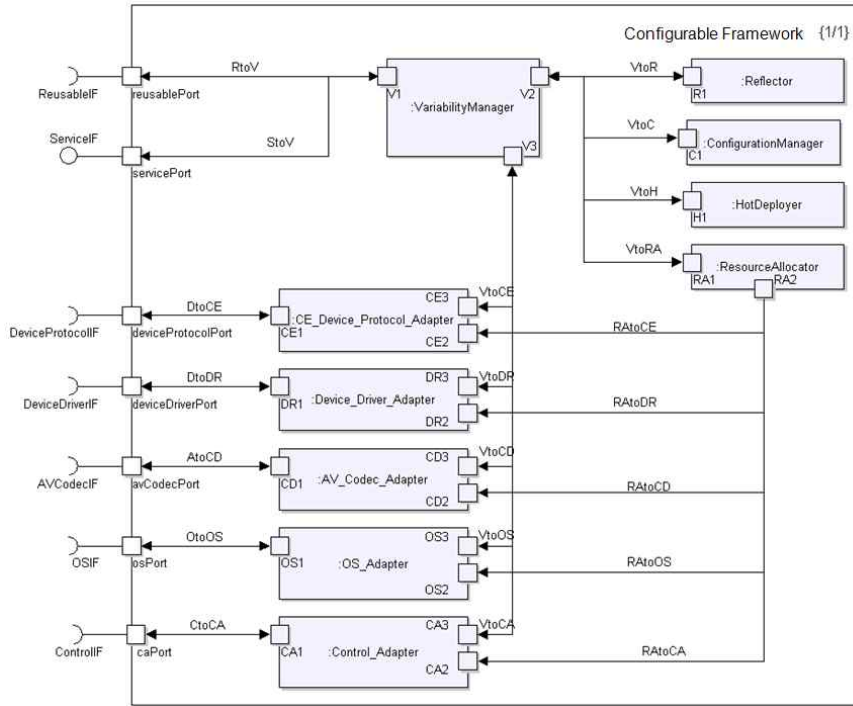 Configurable Framework {1/1}
RtoV
VtoR
ReusableIF
reusablePort
V1
V2
:VariabilityManager
R1
:Reflector
ServiceIF
StoV
V3
VtoC
servicePort
C1
:ConfigurationManager
VtoH
H1
:HotDeployer
VtoRA
RA1
:ResourceAllocator
RA2
DtoCE
CE3
VtoCE
DeviceProtocolIF
deviceProtocolPort
CE1
:CE_Device_Protocol_Adapter
CE2
RAtoCE
DtoDR
DR3
VtoDR
DeviceDriverIF
deviceDriverPort
DR1
:Device_Driver_Adapter
DR2
RAtoDR
AtoCD
CD3
VtoCD
AVCodecIF
avCodecPort
CD1
:AV_Codec_Adapter
CD2
RAtoCD
OtoOS
OS3
VtoOS
OSIF
osPort
OS1
:OS_Adapter
OS2
RAtoOS
CtoCA
CA3
VtoCA
ControlIF
caPort
CA1
:Control_Adapter
CA2
RAtoCA